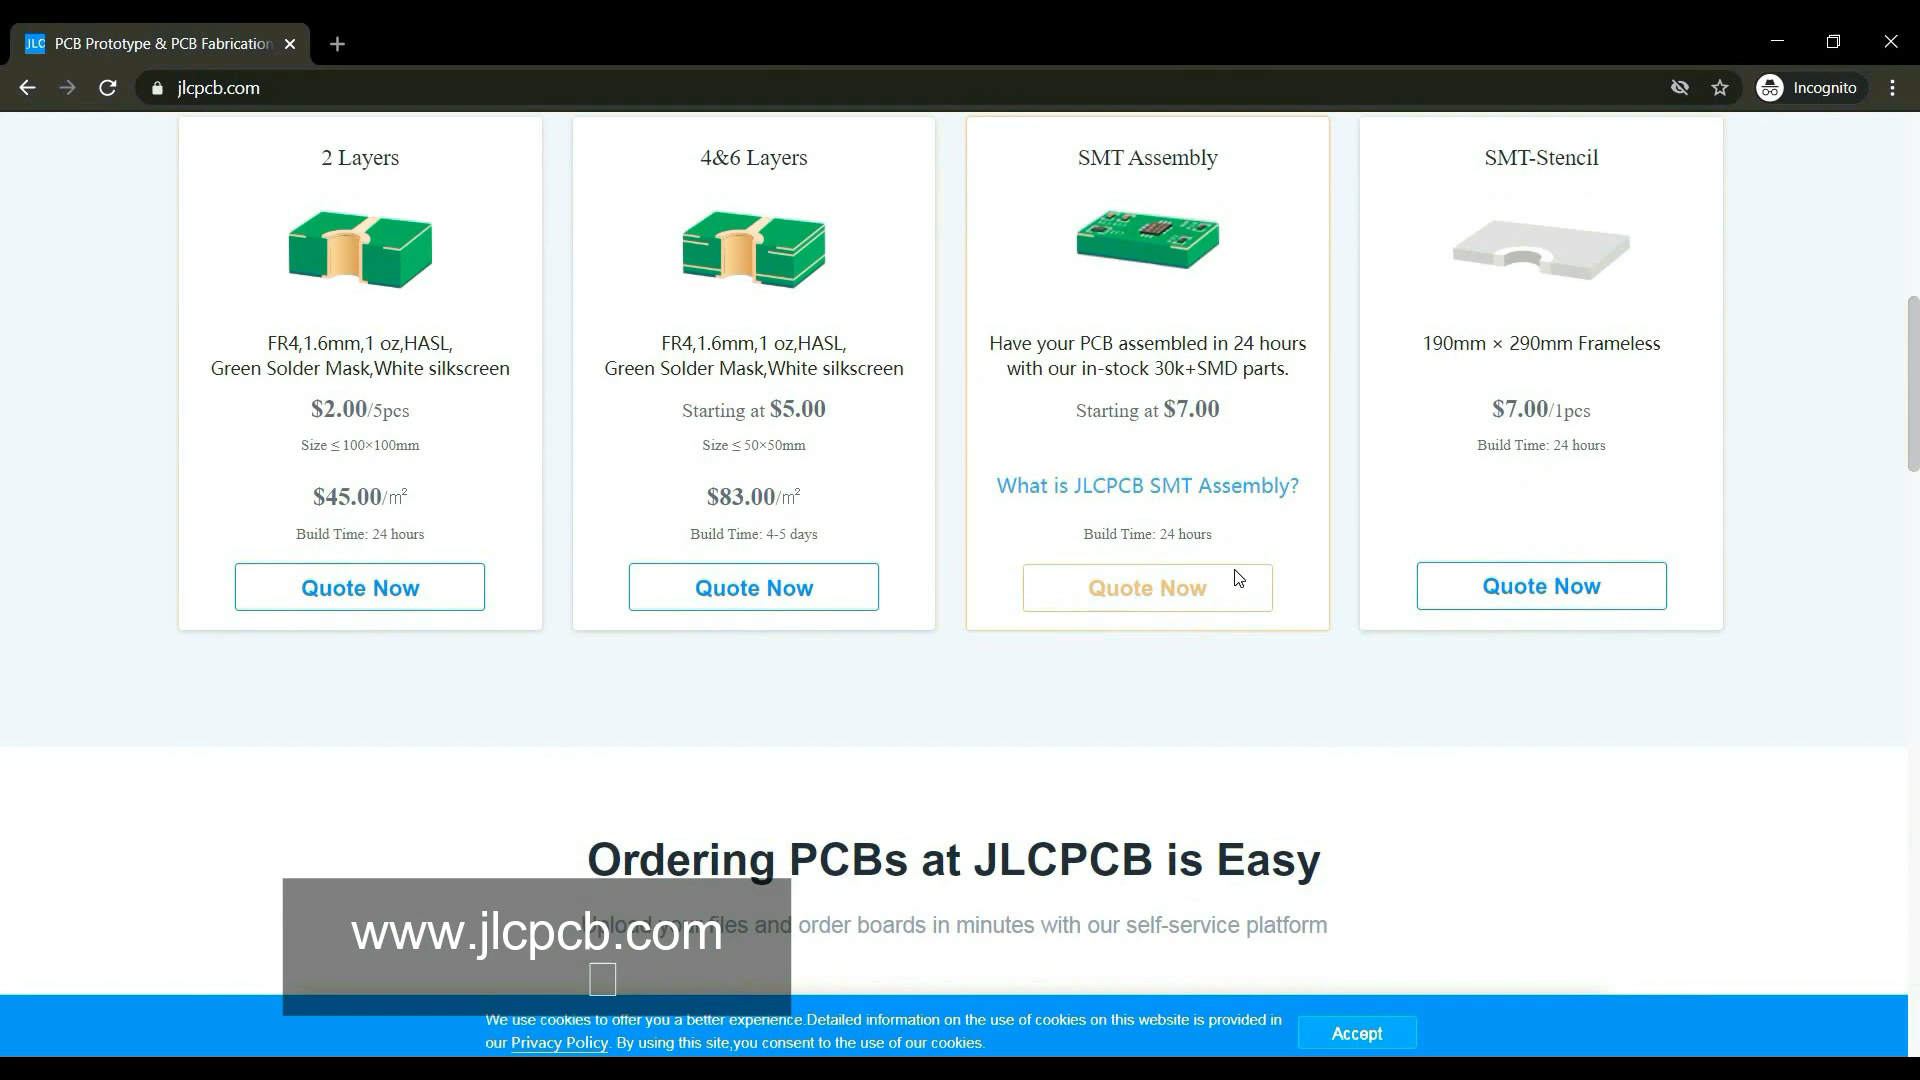 JLC PCB Prototype & PCB Fabrication
jlcpcb.com
Incognito
2 Layers
FR4,1.6mm,1 oz,HASL,
Green Solder Mask,White silkscreen
$2.00/5pcs
Size ≤ 100×100mm
$45.00/㎡
Build Time: 24 hours
Quote Now
4&6 Layers
FR4,1.6mm,1 oz,HASL,
Green Solder Mask,White silkscreen
Starting at $5.00
Size ≤ 50×50mm
$83.00/㎡
Build Time: 4-5 days
Quote Now
SMT Assembly
Have your PCB assembled in 24 hours
with our in-stock 30k+SMD parts.
Starting at $7.00
What is JLCPCB SMT Assembly?
Build Time: 24 hours
Quote Now
SMT-Stencil
190mm × 290mm Frameless
$7.00/1pcs
Build Time: 24 hours
Quote Now
Ordering PCBs at JLCPCB is Easy
Upload your files and order boards in minutes with our self-service platform
www.jlcpcb.com
We use cookies to offer you a better experience.Detailed information on the use of cookies on this website is provided in
our Privacy Policy. By using this site,you consent to the use of our cookies.
Accept